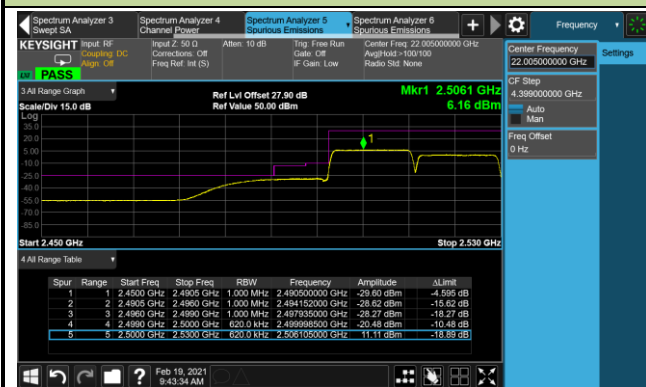 Spectrum Analyzer 3 Swept SA
Spectrum Analyzer 4 Channel Power
Spectrum Analyzer 5 Spurious Emissions
Spectrum Analyzer 6 Spurious Emissions
+
Frequency
KEYSIGHT
Input: RF
Coupling: DC
Align: Off
Input Z: 50 Ω
Corrections: Off
Freq Ref: Int (S)
Atten: 10 dB
Trig: Free Run
Gate: Off
IF Gain: Low
Center Freq: 22.005000000 GHz
Avg|Hold:>100/100
Radio Std: None
PASS
Center Frequency
22.005000000 GHz
Settings
CF Step
4.399000000 GHz
Auto
Man
Freq Offset
0 Hz
3 All Range Graph
Scale/Div 15.0 dB
Ref Lvl Offset 27.90 dB
Ref Value 50.00 dBm
Mkr1 2.5061 GHz
6.16 dBm
Log
35.0
20.0
5.00
-10.0
-25.0
-40.0
-55.0
-70.0
-85.0
1
Start 2.450 GHz
Stop 2.530 GHz
4 All Range Table
Spur Range Start Freq Stop Freq RBW Frequency Amplitude ΔLimit
1 1 2.4500 GHz 2.4905 GHz 1.000 MHz 2.490500000 GHz -29.60 dBm -4.595 dB
2 2 2.4905 GHz 2.4960 GHz 1.000 MHz 2.494152000 GHz -28.62 dBm -15.62 dB
3 3 2.4960 GHz 2.4990 GHz 1.000 MHz 2.497935000 GHz -28.27 dBm -18.27 dB
4 4 2.4990 GHz 2.5000 GHz 620.0 kHz 2.499998500 GHz -20.48 dBm -10.48 dB
5 5 2.5000 GHz 2.5300 GHz 620.0 kHz 2.506105000 GHz 11.11 dBm -18.89 dB
?
Feb 19, 2021
9:43:34 AM